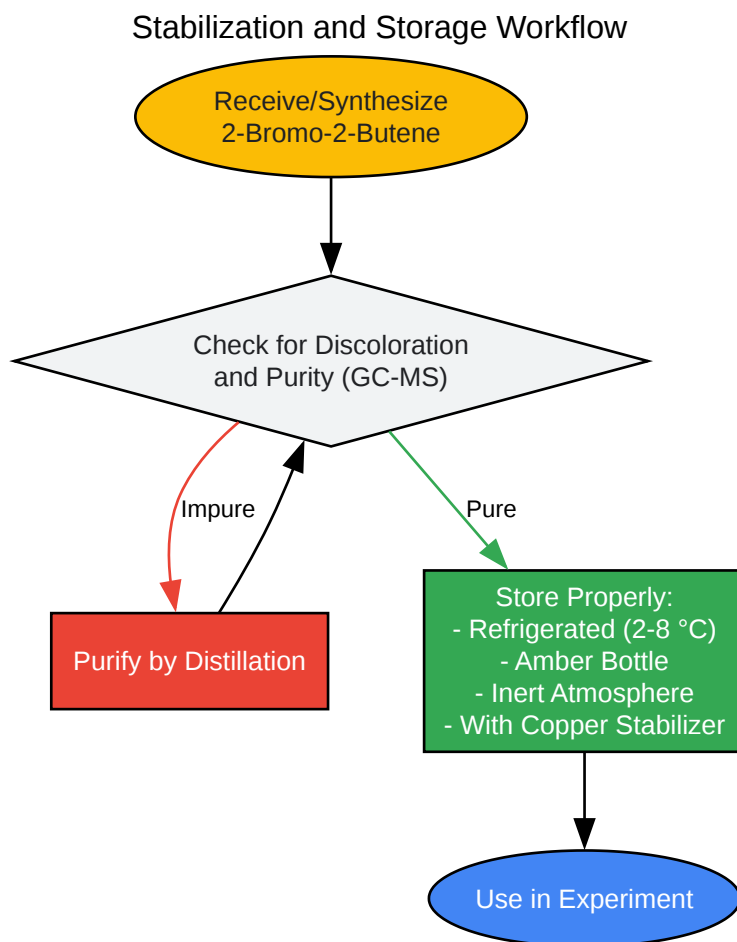 Stabilization and Storage Workflow
Receive/Synthesize
2-Bromo-2-Butene
Check for Discoloration
and Purity (GC-MS)
Impure
Pure
Purify by Distillation
Store Properly:
- Refrigerated (2-8 °C)
- Amber Bottle
- Inert Atmosphere
- With Copper Stabilizer
Use in Experiment